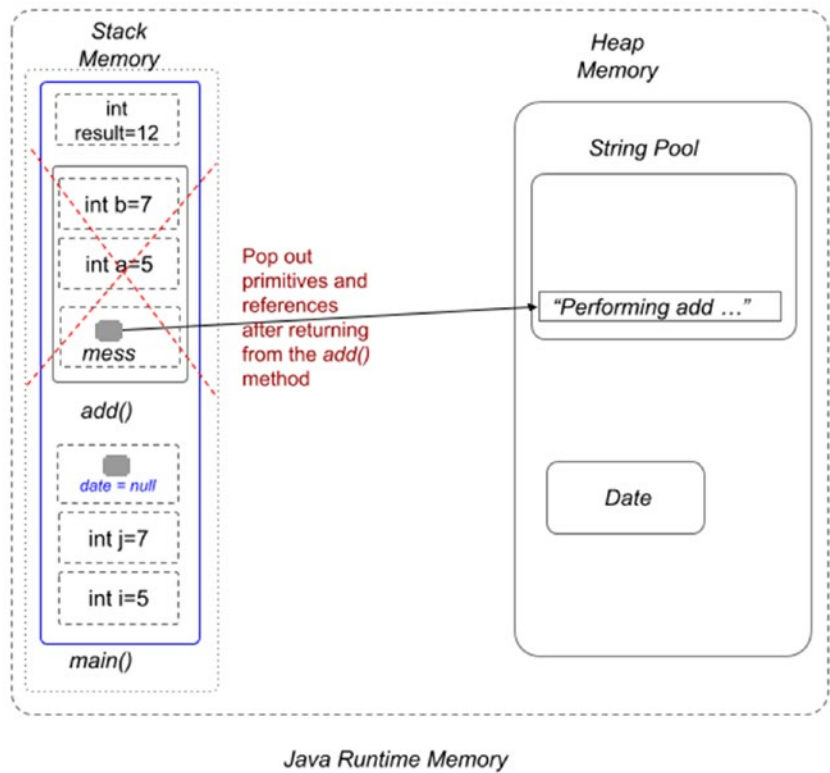 Stack
Memory
int
result=12
int b=7
int a=5
mess
add()
date = null
int j=7
int i=5
main()
Pop out
primitives and
references
after returning
from the add()
method
Heap
Memory
String Pool
“Performing add …”
Date
Java Runtime Memory